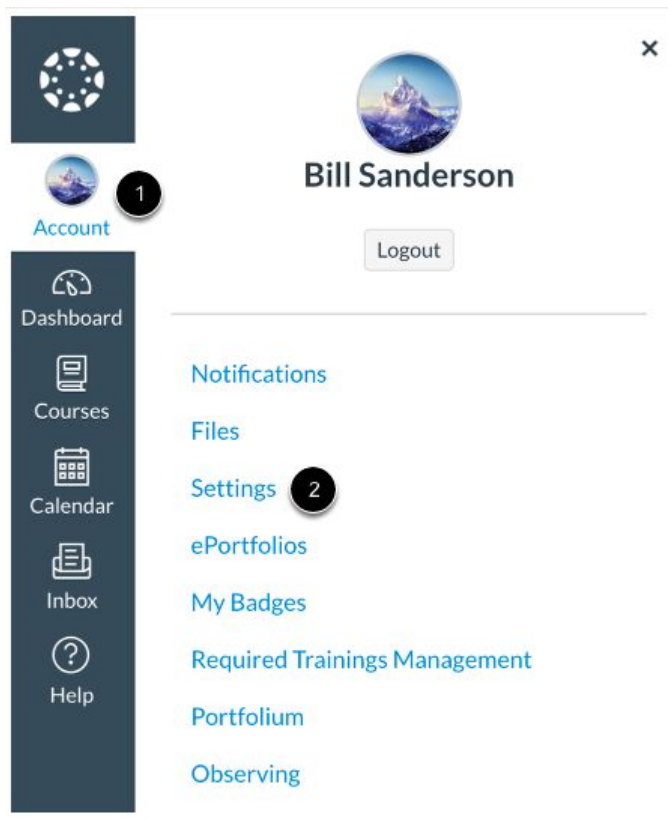 ×
Bill Sanderson
1
Account
Logout
Dashboard
Notifications
Courses
Files
Settings 2
Calendar
ePortfolios
Inbox
My Badges
Required Trainings Management
Help
Portfolium
Observing